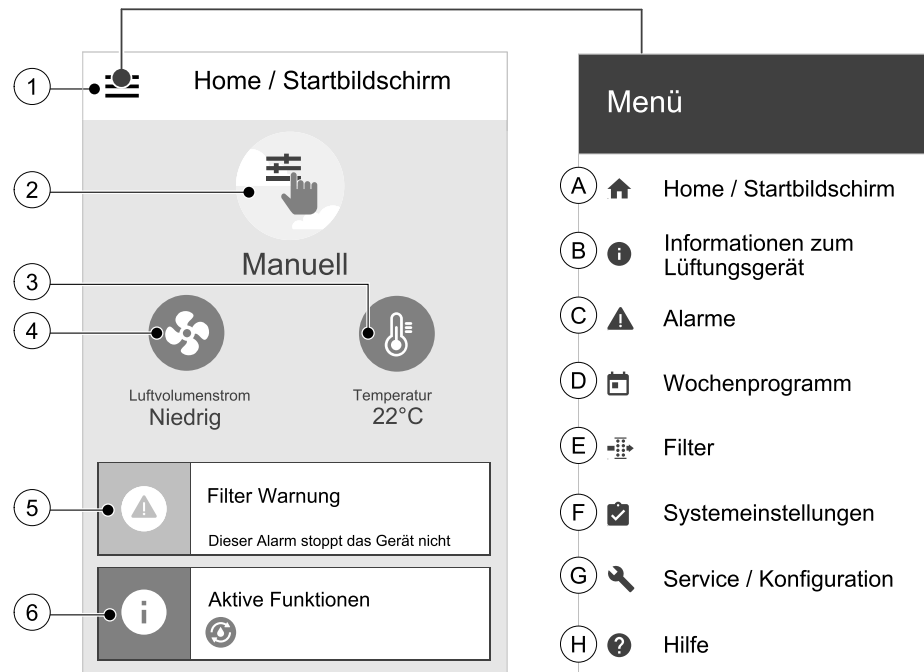 1
Home / Startbildschirm
2
Manuell
3
4
Luftvolumenstrom
Niedrig
Temperatur
22°C
5
Filter Warnung
Dieser Alarm stoppt das Gerät nicht
6
Aktive Funktionen
Menü
A Home / Startbildschirm
B Informationen zum
Lüftungsgerät
C Alarme
D Wochenprogramm
E Filter
F Systemeinstellungen
G Service / Konfiguration
H Hilfe